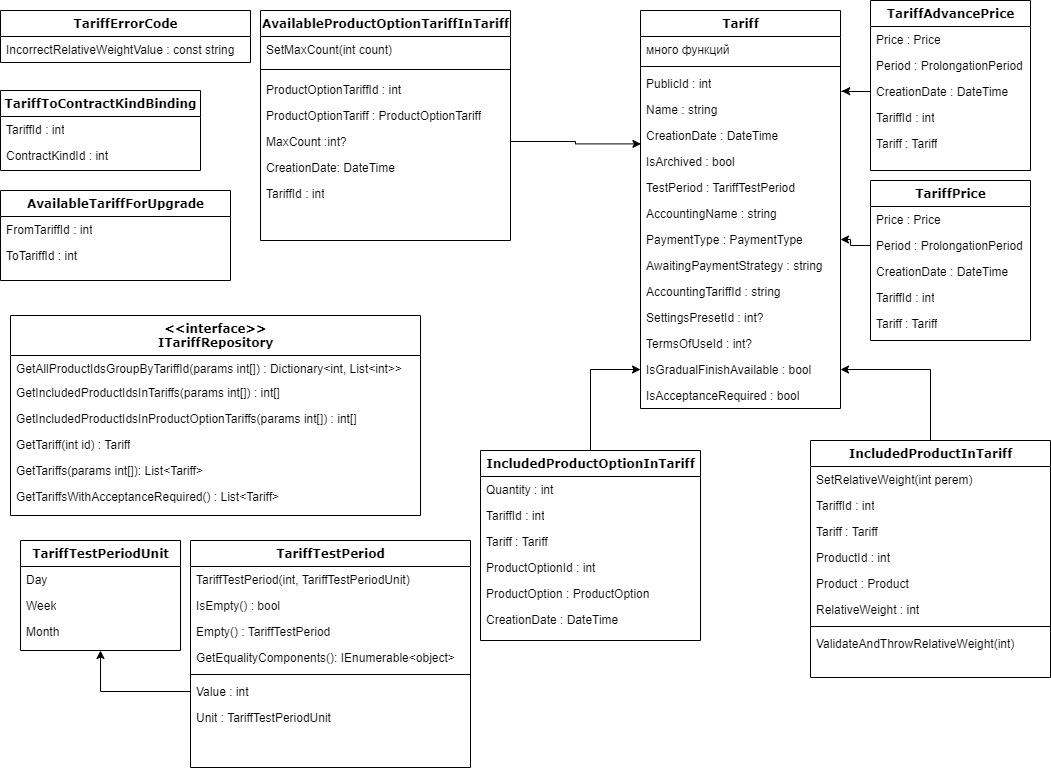 TariffErrorCode
IncorrectRelativeWeightValue : const string
TariffToContractKindBinding
TariffId : int
ContractKindId : int
AvailableTariffForUpgrade
FromTariffId : int
ToTariffId : int
AvailableProductOptionTariffInTariff
SetMaxCount(int count)
ProductOptionTariffId : int
ProductOptionTariff : ProductOptionTariff
MaxCount :int?
CreationDate: DateTime
TariffId : int
Tariff
много функций
PublicId : int
Name : string
CreationDate : DateTime
IsArchived : bool
TestPeriod : TariffTestPeriod
AccountingName : string
PaymentType : PaymentType
AwaitingPaymentStrategy : string
AccountingTariffId : string
SettingsPresetId : int?
TermsOfUseId : int?
IsGradualFinishAvailable : bool
IsAcceptanceRequired : bool
TariffAdvancePrice
Price : Price
Period : ProlongationPeriod
CreationDate : DateTime
TariffId : int
Tariff : Tariff
TariffPrice
Price : Price
Period : ProlongationPeriod
CreationDate : DateTime
TariffId : int
Tariff : Tariff
<<interface>>
ITariffRepository
GetAllProductIdsGroupByTariffId(params int[]) : Dictionary<int, List<int>>
GetIncludedProductIdsInTariffs(params int[]) : int[]
GetIncludedProductIdsInProductOptionTariffs(params int[]) : int[]
GetTariff(int id) : Tariff
GetTariffs(params int[]): List<Tariff>
GetTariffsWithAcceptanceRequired() : List<Tariff>
TariffTestPeriodUnit
Day
Week
Month
TariffTestPeriod
TariffTestPeriod(int, TariffTestPeriodUnit)
IsEmpty() : bool
Empty() : TariffTestPeriod
GetEqualityComponents(): IEnumerable<object>
Value : int
Unit : TariffTestPeriodUnit
IncludedProductOptionInTariff
Quantity : int
TariffId : int
Tariff : Tariff
ProductOptionId : int
ProductOption : ProductOption
CreationDate : DateTime
IncludedProductInTariff
SetRelativeWeight(int perem)
TariffId : int
Tariff : Tariff
ProductId : int
Product : Product
RelativeWeight : int
ValidateAndThrowRelativeWeight(int)